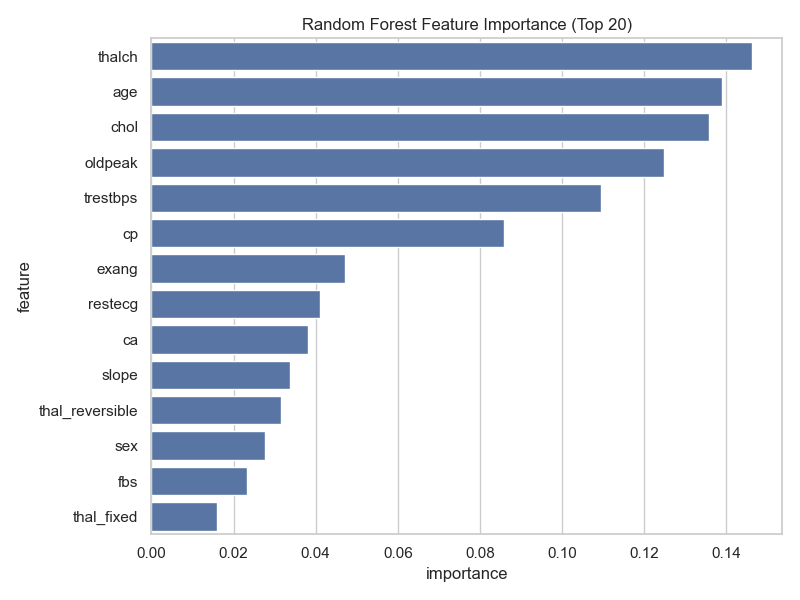 Random Forest Feature Importance (Top 20)
thalch
age
chol
oldpeak
trestbps
cp
exang
restecg
ca
slope
thal_reversible
sex
fbs
thal_fixed
feature
0.00 0.02 0.04 0.06 0.08 0.10 0.12 0.14
importance